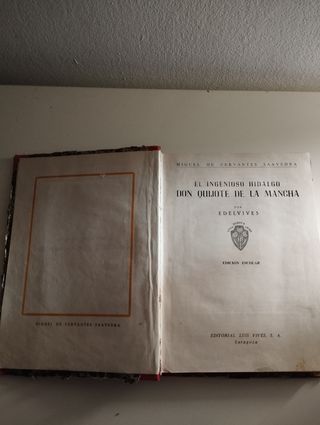 MIGUEL DE CERVANTES SAAVEDRA
MIGUEL DE CERVANTES SAAVEDRA
EL INGENIOSO HIDALGO
DON QUIJOTE DE LA MANCHA
POR
EDELVIVES
EDICIÓN ESCOLAR
EDITORIAL LUIS VIVES, S. A.
Zaragoza